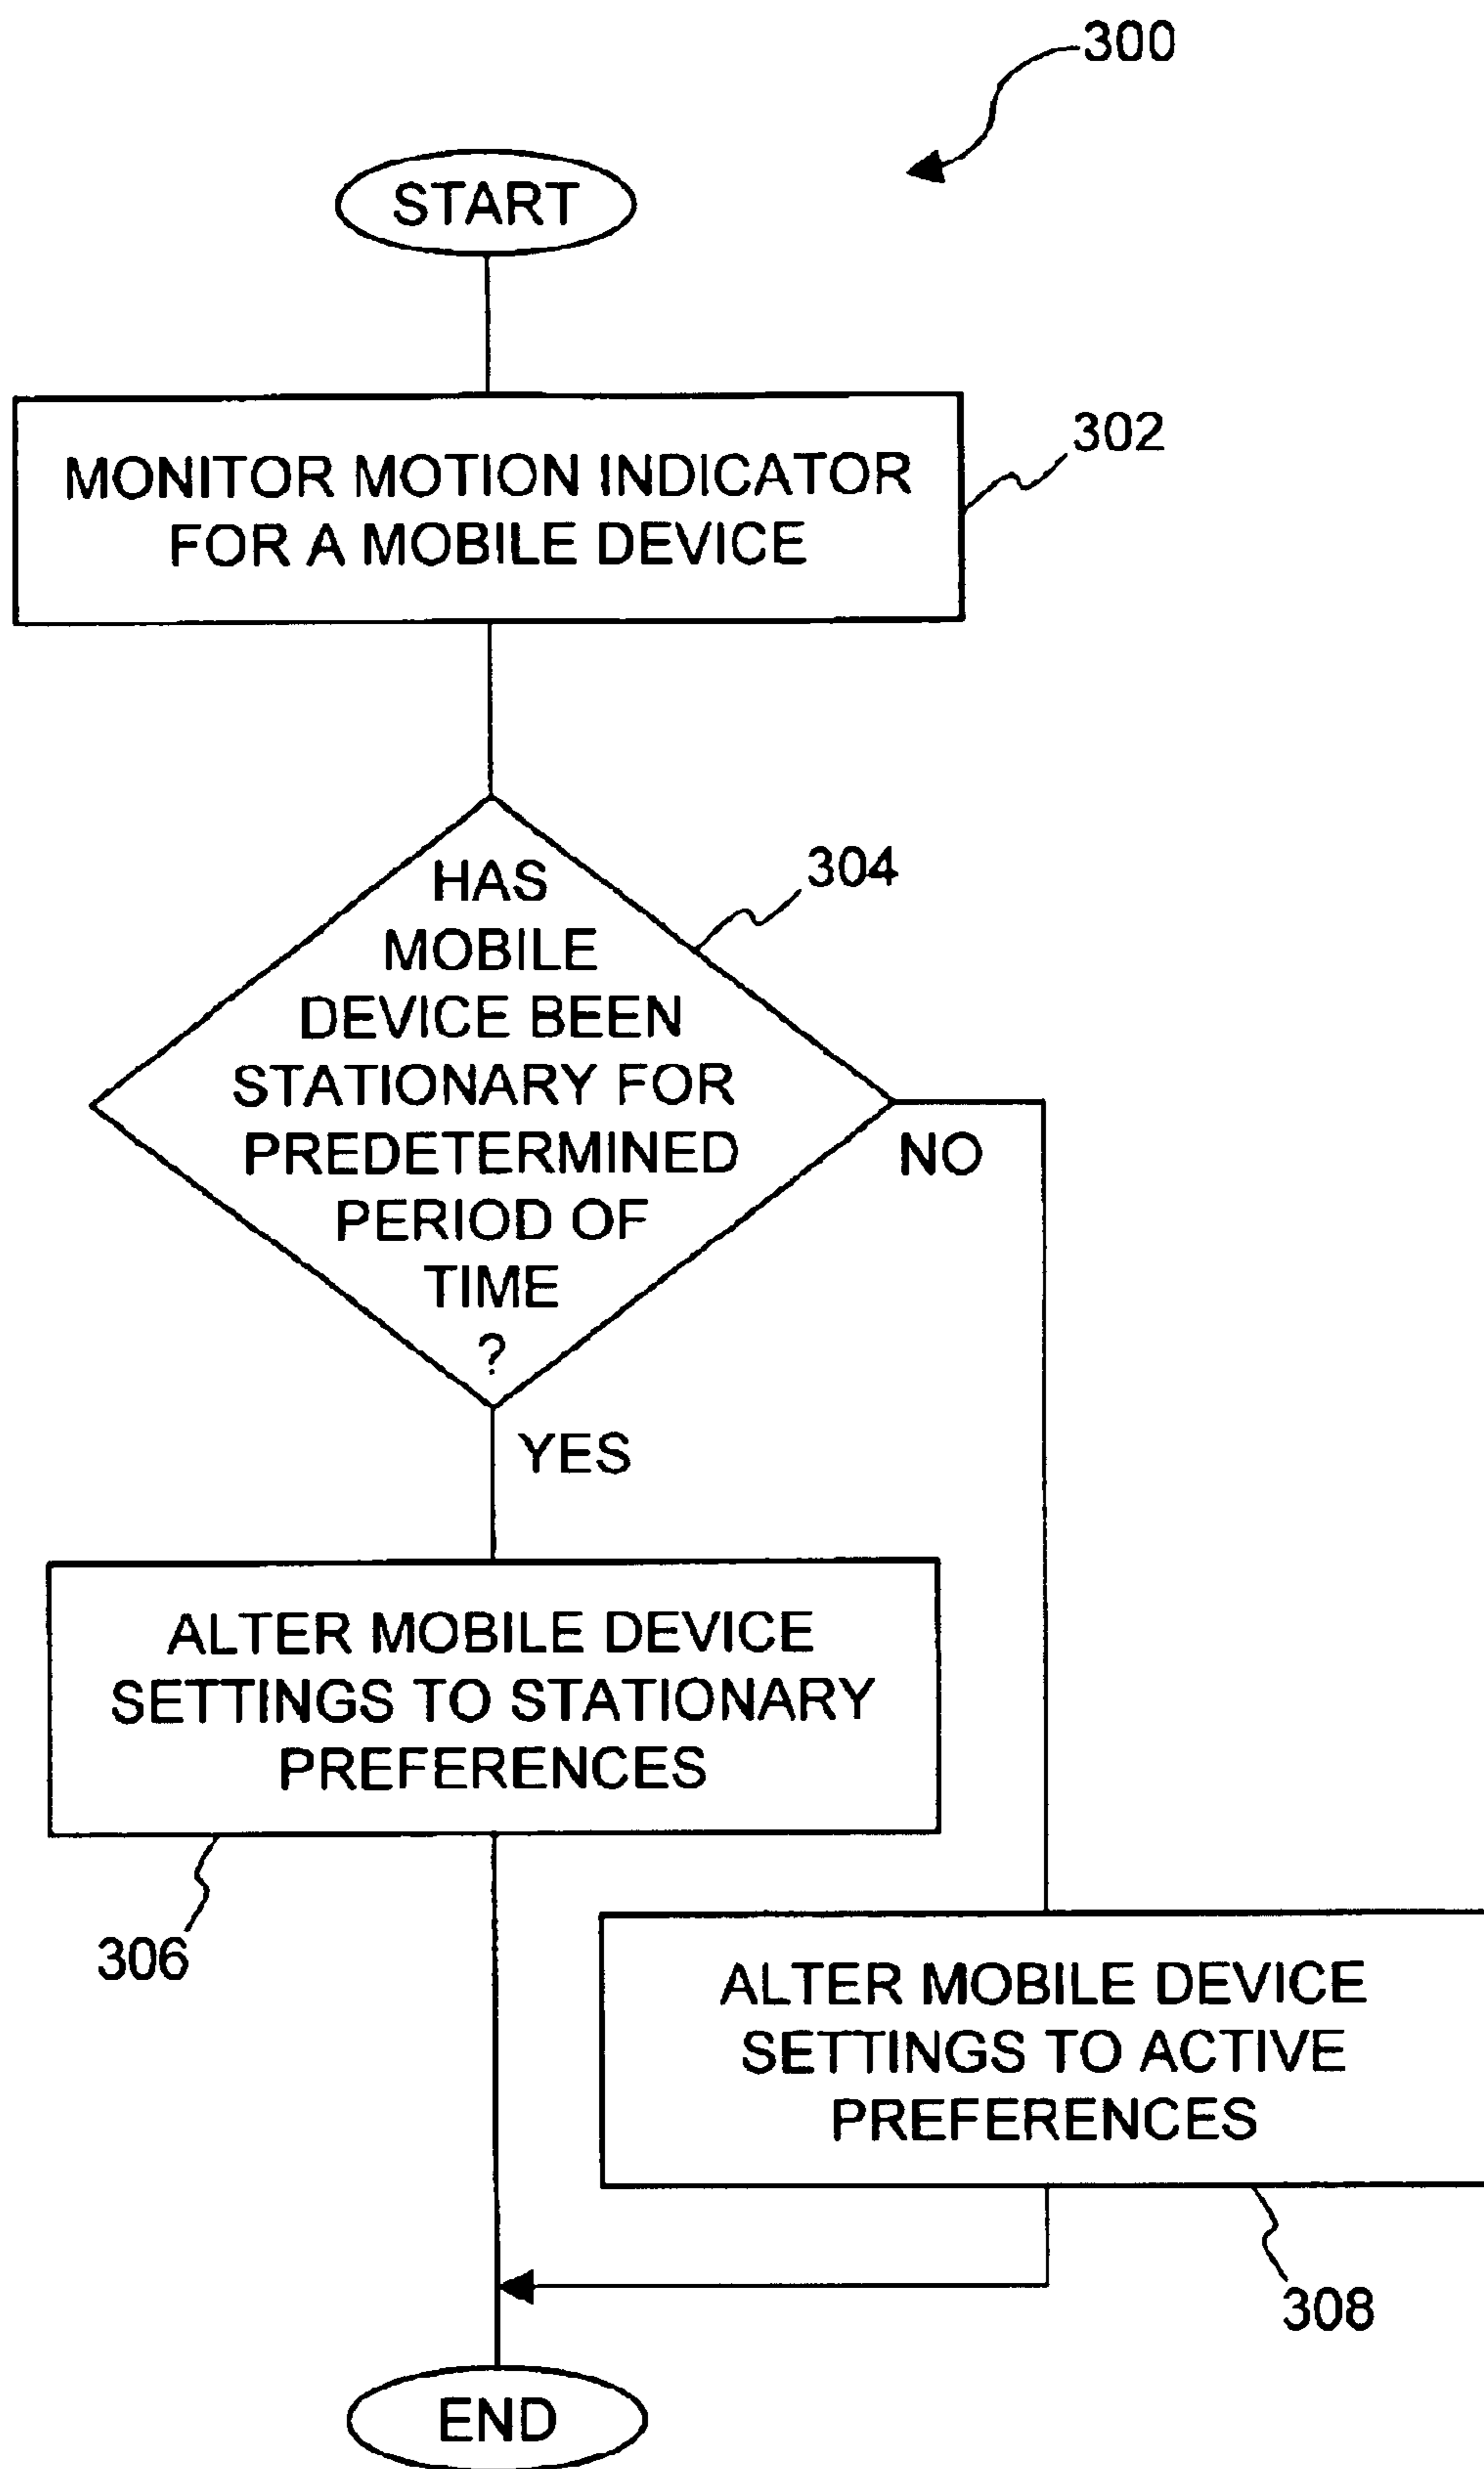 300
START
MONITOR MOTION INDICATOR
FOR A MOBILE DEVICE
302
HAS
MOBILE
DEVICE BEEN
STATIONARY FOR
PREDETERMINED
PERIOD OF
TIME
?
304
NO
YES
ALTER MOBILE DEVICE
SETTINGS TO STATIONARY
PREFERENCES
306
ALTER MOBILE DEVICE
SETTINGS TO ACTIVE
PREFERENCES
308
END